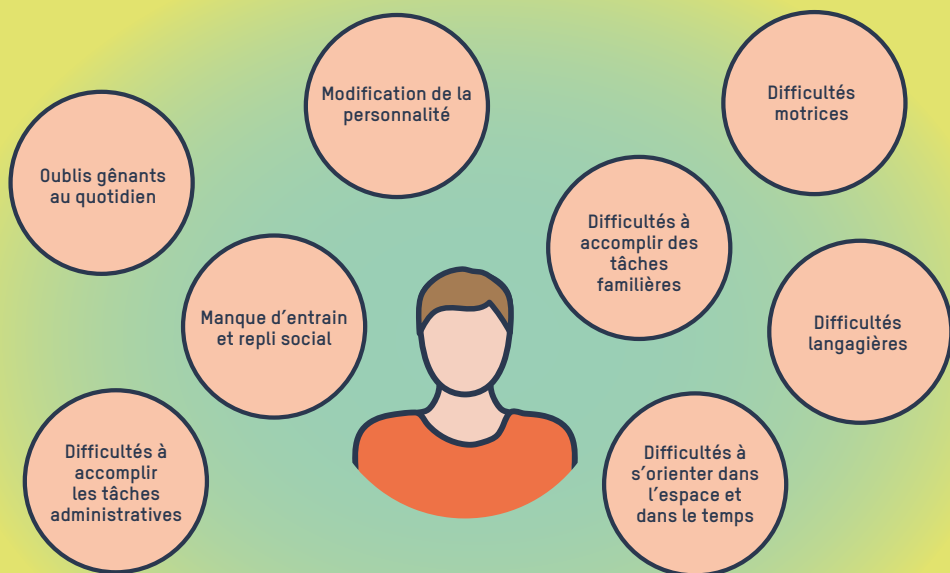 Modification de la
personnalité
Difficultés
motrices
Oublis gênants
au quotidien
Difficultés à
accomplir des
tâches
familières
Manque d'entrain
et repli social
Difficultés
langagières
Difficultés à
accomplir
les tâches
administratives
Difficultés à
s'orienter dans
l'espace et
dans le temps